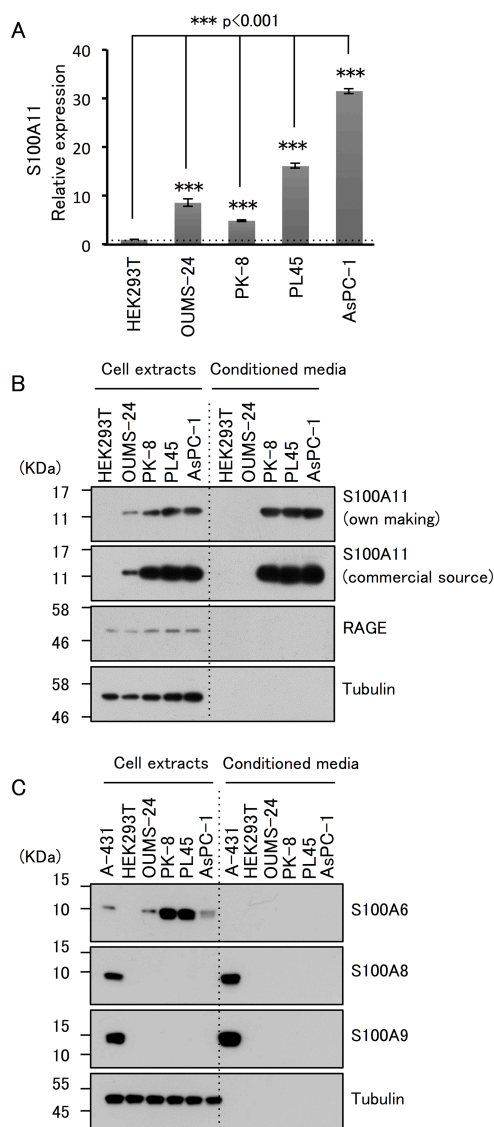 A
*** p<0.001
S100A11
Relative expression
40
30
20
10
0
***
***
***
***
HEK293T
OUMS-24
PK-8
PL45
AsPC-1
B
Cell extracts
Conditioned media
(KDa)
HEK293T
OUMS-24
PK-8
PL45
AsPC-1
HEK293T
OUMS-24
PK-8
PL45
AsPC-1
17
11
S100A11
(own making)
17
11
S100A11
(commercial source)
58
46
RAGE
58
46
Tubulin
C
Cell extracts
Conditioned media
(KDa)
A-431
HEK293T
OUMS-24
PK-8
PL45
AsPC-1
A-431
HEK293T
OUMS-24
PK-8
PL45
AsPC-1
15
10
S100A6
15
10
S100A8
15
10
S100A9
55
45
Tubulin